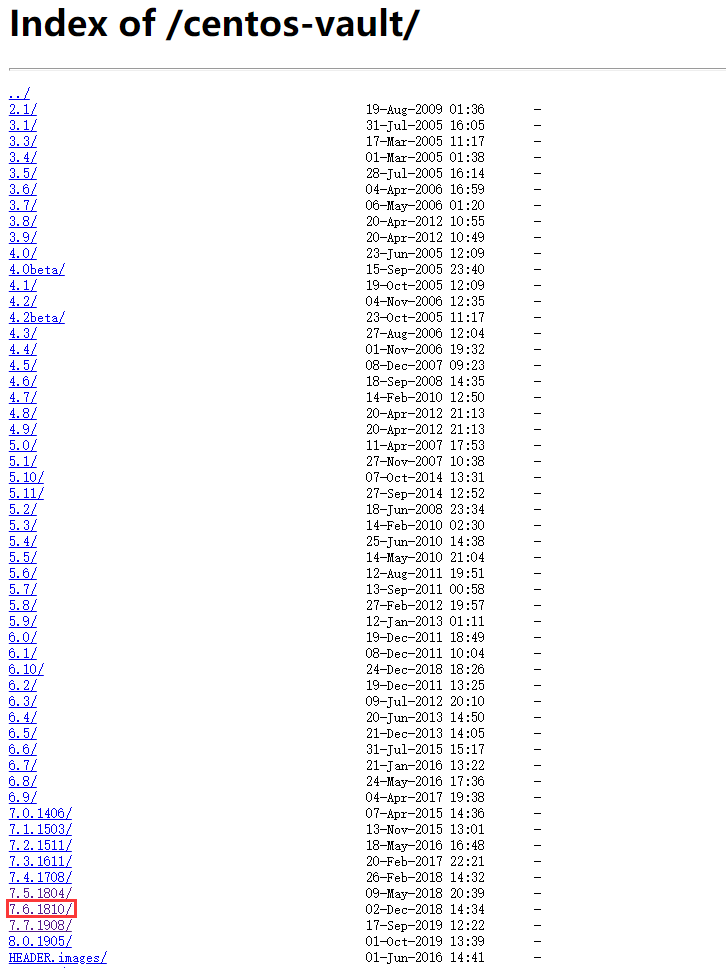 Index of /centos-vault/
../
2.1/ 19-Aug-2009 01:36 -
3.1/ 31-Jul-2005 16:05 -
3.3/ 17-Mar-2005 11:17 -
3.4/ 01-Mar-2005 01:38 -
3.5/ 28-Jul-2005 16:14 -
3.6/ 04-Apr-2006 16:59 -
3.7/ 06-May-2006 01:20 -
3.8/ 20-Apr-2012 10:55 -
3.9/ 20-Apr-2012 10:49 -
4.0/ 23-Jun-2005 12:09 -
4.0beta/ 15-Sep-2005 23:40 -
4.1/ 19-Oct-2005 12:09 -
4.2/ 04-Nov-2006 12:35 -
4.2beta/ 23-Oct-2005 11:17 -
4.3/ 27-Aug-2006 12:04 -
4.4/ 01-Nov-2006 19:32 -
4.5/ 08-Dec-2007 09:23 -
4.6/ 18-Sep-2008 14:35 -
4.7/ 14-Feb-2010 12:50 -
4.8/ 20-Apr-2012 21:13 -
4.9/ 20-Apr-2012 21:13 -
5.0/ 11-Apr-2007 17:53 -
5.1/ 27-Nov-2007 10:38 -
5.10/ 07-Oct-2014 13:31 -
5.11/ 27-Sep-2014 12:52 -
5.2/ 18-Jun-2008 23:34 -
5.3/ 14-Feb-2010 02:30 -
5.4/ 25-Jun-2010 14:38 -
5.5/ 14-May-2010 21:04 -
5.6/ 12-Aug-2011 19:51 -
5.7/ 13-Sep-2011 00:58 -
5.8/ 27-Feb-2012 19:57 -
5.9/ 12-Jan-2013 01:11 -
6.0/ 19-Dec-2011 18:49 -
6.1/ 08-Dec-2011 10:04 -
6.10/ 24-Dec-2018 18:26 -
6.2/ 19-Dec-2011 13:25 -
6.3/ 09-Jul-2012 20:10 -
6.4/ 20-Jun-2013 14:50 -
6.5/ 21-Dec-2013 14:05 -
6.6/ 31-Jul-2015 15:17 -
6.7/ 21-Jan-2016 13:22 -
6.8/ 24-May-2016 17:36 -
6.9/ 04-Apr-2017 19:38 -
7.0.1406/ 07-Apr-2015 14:36 -
7.1.1503/ 13-Nov-2015 13:01 -
7.2.1511/ 18-May-2016 16:48 -
7.3.1611/ 20-Feb-2017 22:21 -
7.4.1708/ 26-Feb-2018 14:32 -
7.5.1804/ 09-May-2018 20:39 -
7.6.1810/ 02-Dec-2018 14:34 -
7.7.1908/ 17-Sep-2019 12:22 -
8.0.1905/ 01-Oct-2019 13:39 -
HEADER.images/ 01-Jun-2016 14:41 -